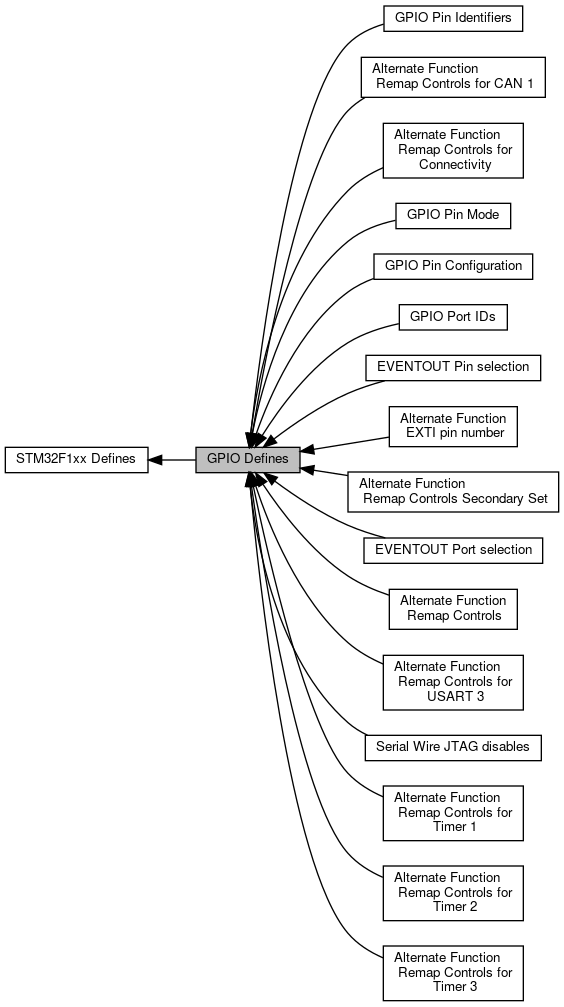 GPIO Pin Identifiers
Alternate Function
Remap Controls for CAN 1
Alternate Function
Remap Controls for
Connectivity
GPIO Pin Mode
GPIO Pin Configuration
GPIO Port IDs
EVENTOUT Pin selection
Alternate Function
EXTI pin number
STM32F1xx Defines
GPIO Defines
Alternate Function
Remap Controls Secondary Set
EVENTOUT Port selection
Alternate Function
Remap Controls
Alternate Function
Remap Controls for
USART 3
Serial Wire JTAG disables
Alternate Function
Remap Controls for
Timer 1
Alternate Function
Remap Controls for
Timer 2
Alternate Function
Remap Controls for
Timer 3